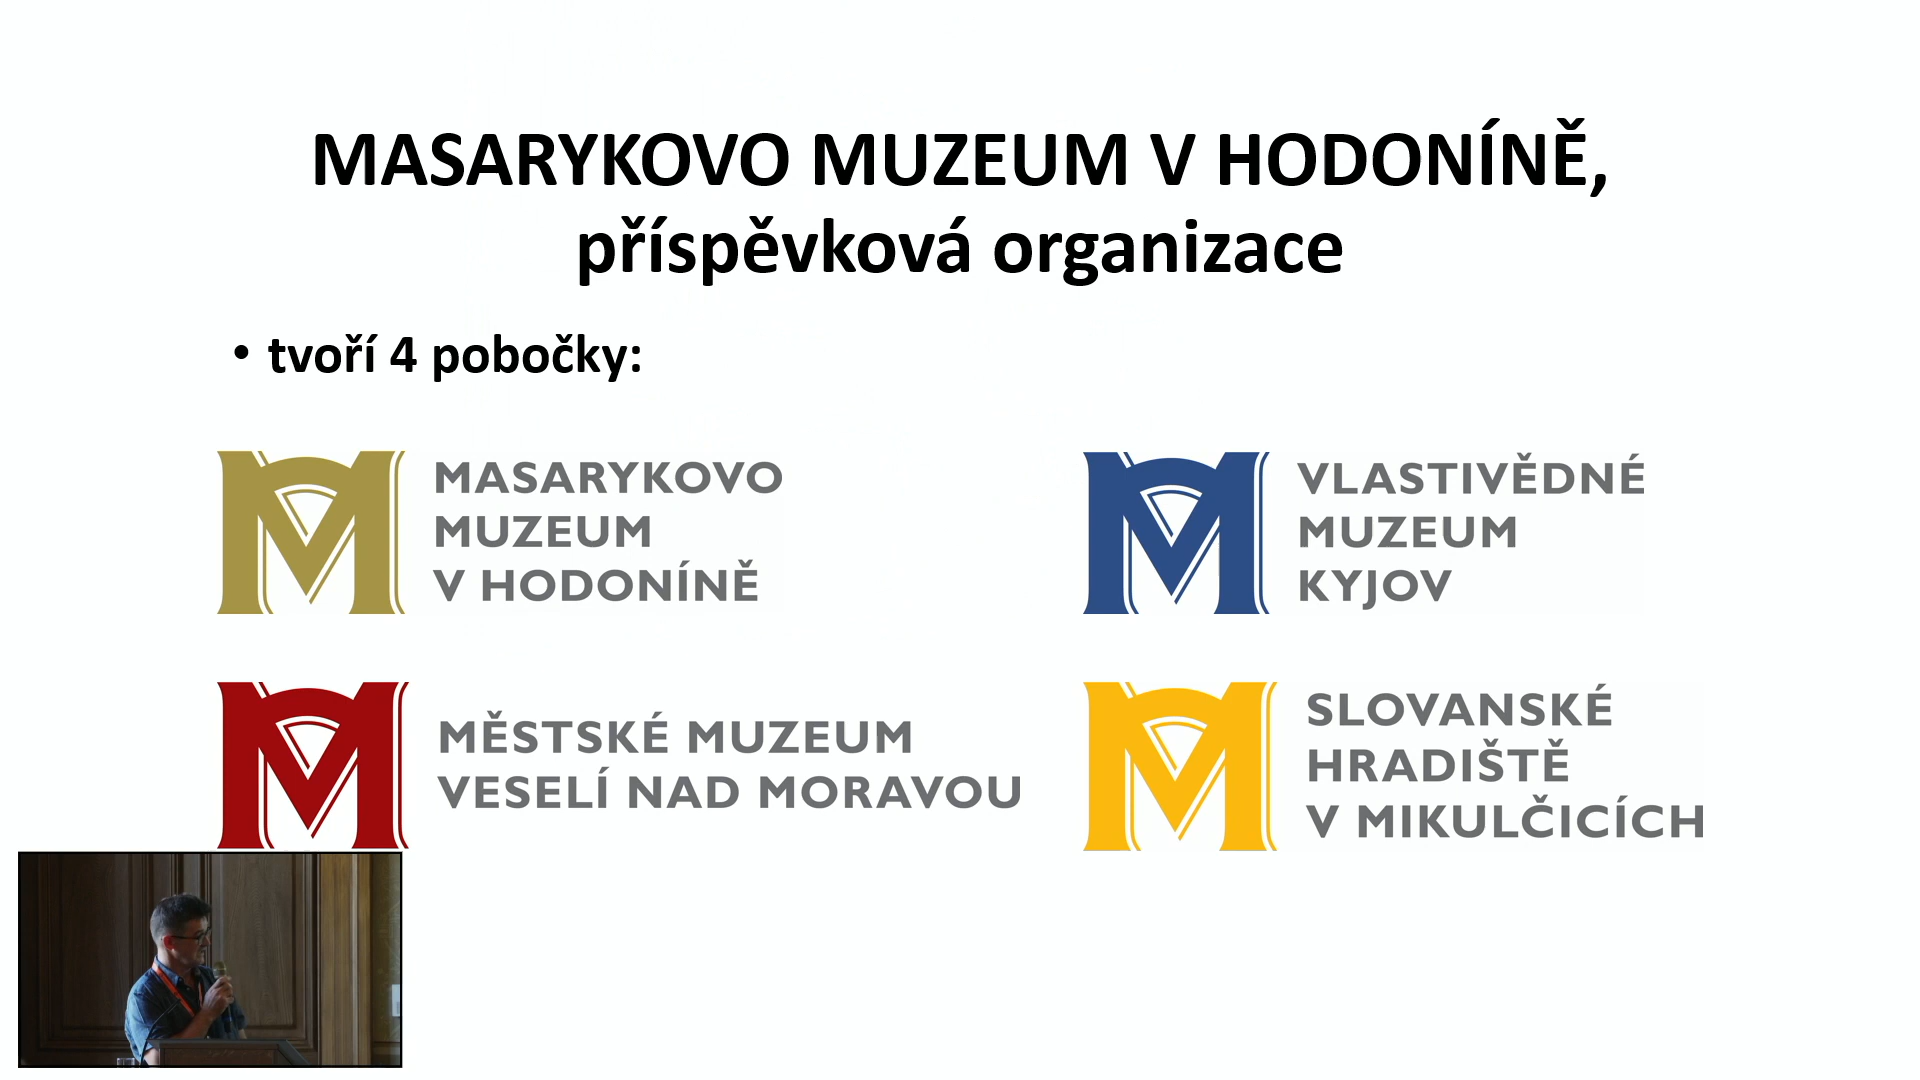 MASARYKOVO MUZEUM V HODONÍNĚ,
příspěvková organizace
• tvoří 4 pobočky:
MASARYKOVO
MUZEUM
V HODONÍNĚ
VLASTIVĚDNÉ
MUZEUM
KYJOV
MĚSTSKÉ MUZEUM
VESELÍ NAD MORAVOU
SLOVANSKÉ
HRADIŠTĚ
V MIKULČICÍCH